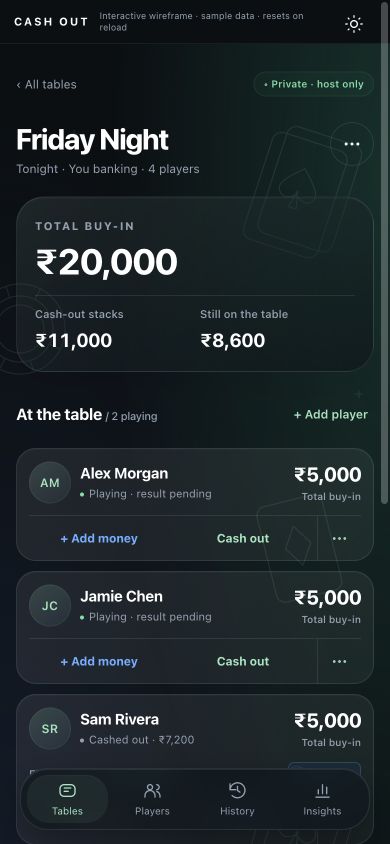 CASH OUT
Interactive wireframe · sample data · resets on
reload
‹ All tables
Private · host only
Friday Night
Tonight · You banking · 4 players
TOTAL BUY-IN
₹20,000
Cash-out stacks
Still on the table
₹11,000
₹8,600
At the table / 2 playing
+ Add player
AM
Alex Morgan
₹5,000
Playing · result pending
Total buy-in
+ Add money
Cash out
JC
Jamie Chen
₹5,000
Playing · result pending
Total buy-in
+ Add money
Cash out
SR
Sam Rivera
₹5,000
Cashed out · ₹7,200
Total buy-in
Tables
Players
History
Insights